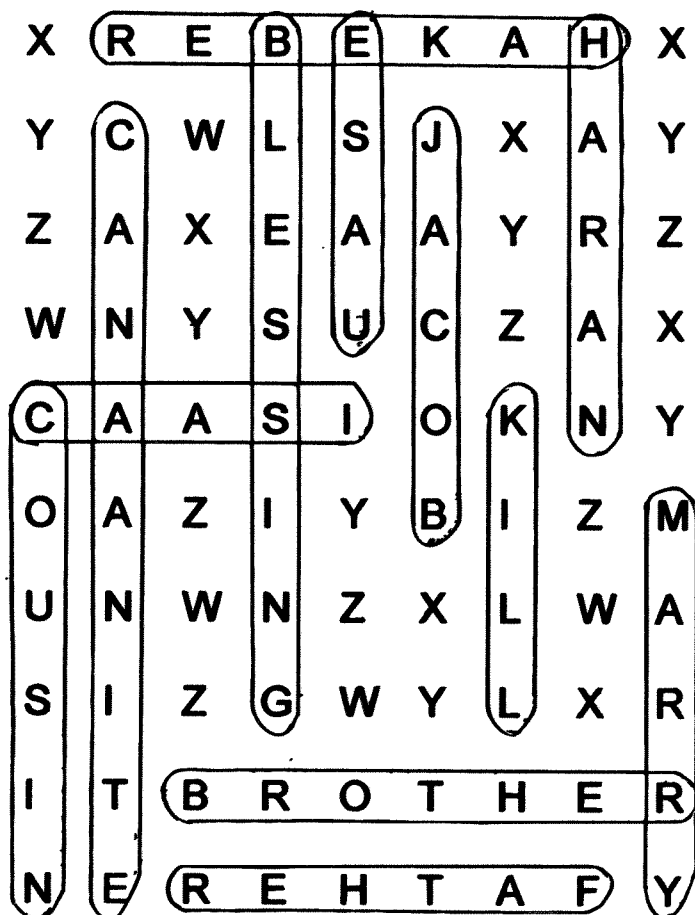 X R E B E K A H X
Y C W L S J X A Y
Z A X E A A Y R Z
W N Y S U C Z A X
C A A S I O K N Y
O A Z I Y B I Z M
U N W N Z X L W A
S I Z G W Y L X R
I T B R O T H E R
N E R E H T A F Y